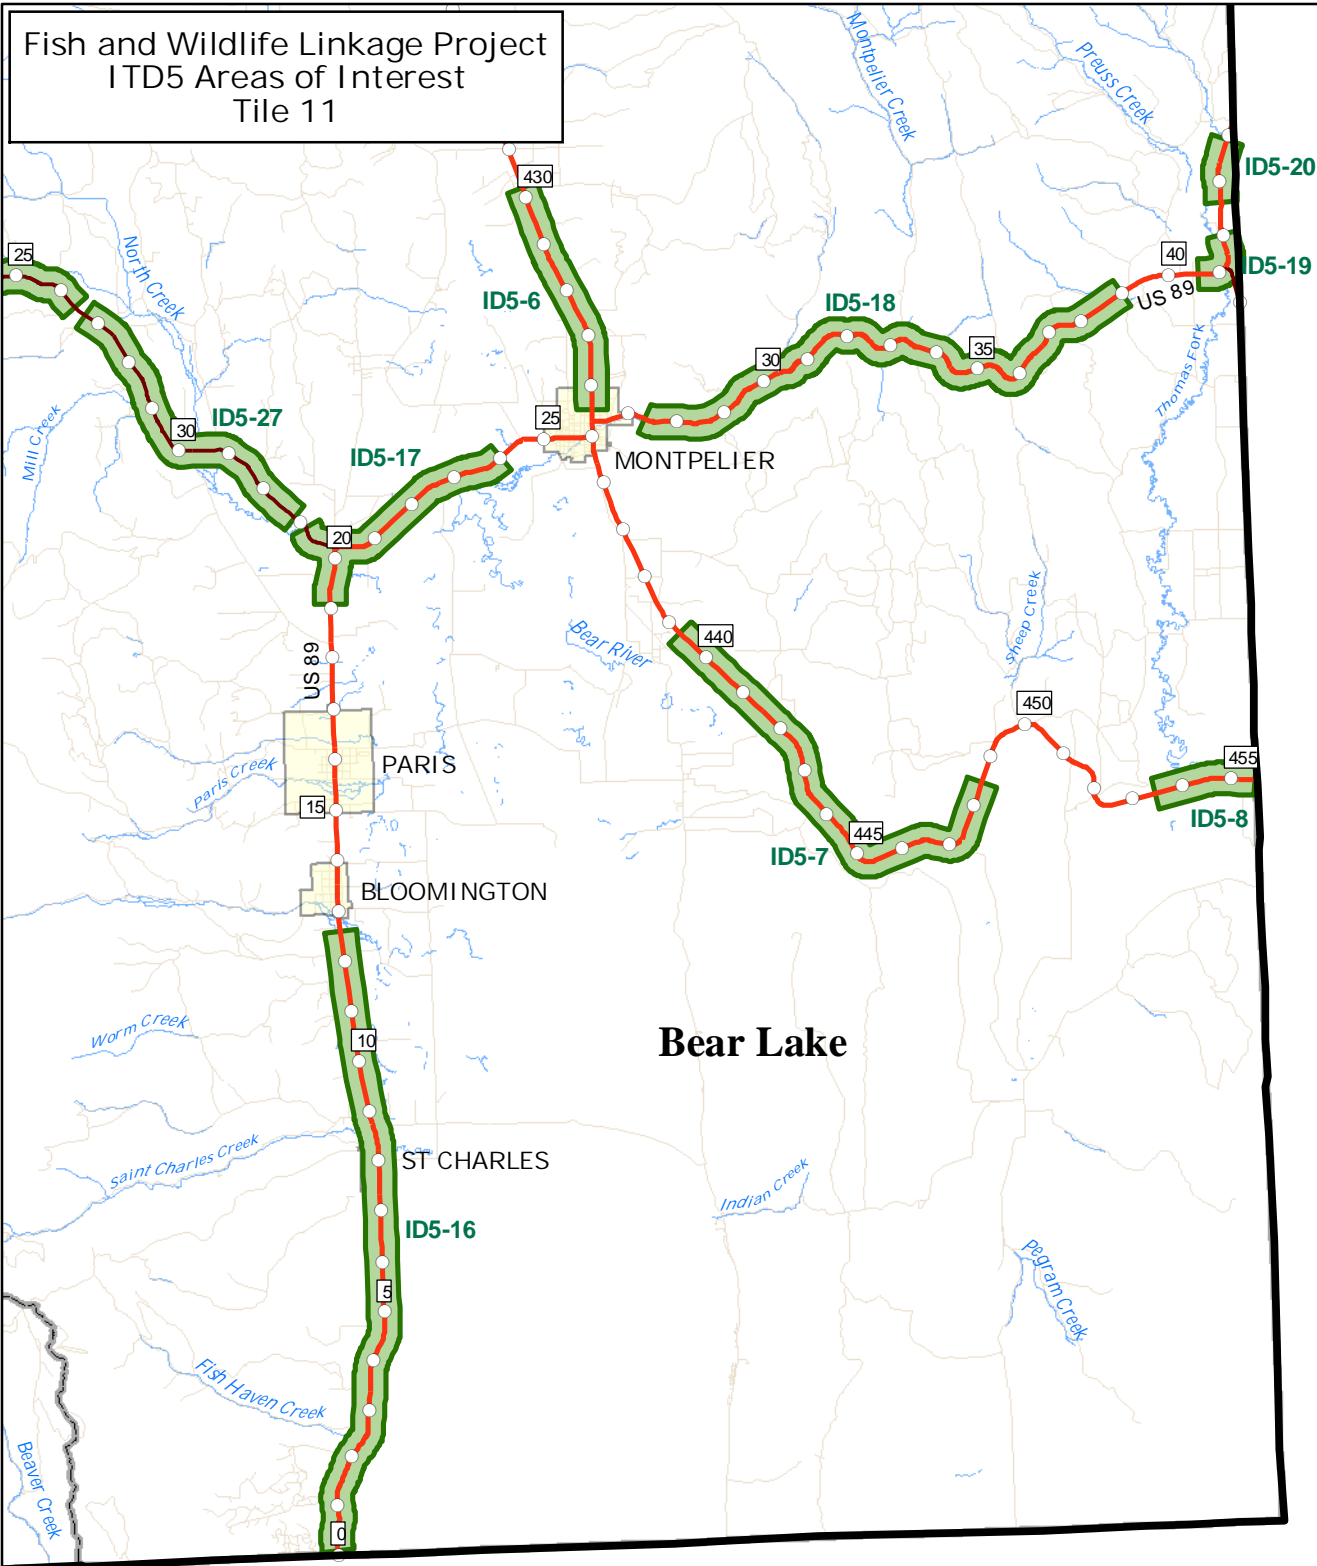 Fish and Wildlife Linkage Project
ITD5 Areas of Interest
Tile 11
Montpelier Creek
Preuss Creek
430
ID5-20
25
North Creek
40
ID5-19
ID5-6
ID5-18
US 89
30
35
Thomas Fork
Mill Creek
30
ID5-27
25
ID5-17
MONTPELIER
20
Sheep Creek
Bear River
440
US 89
450
PARIS
Paris Creek
455
15
ID5-8
445
ID5-7
BLOOMINGTON
Worm Creek
10
Bear Lake
Saint Charles Creek
ST CHARLES
Indian Creek
ID5-16
5
Pegram Creek
Fish Haven Creek
Beaver Creek
0